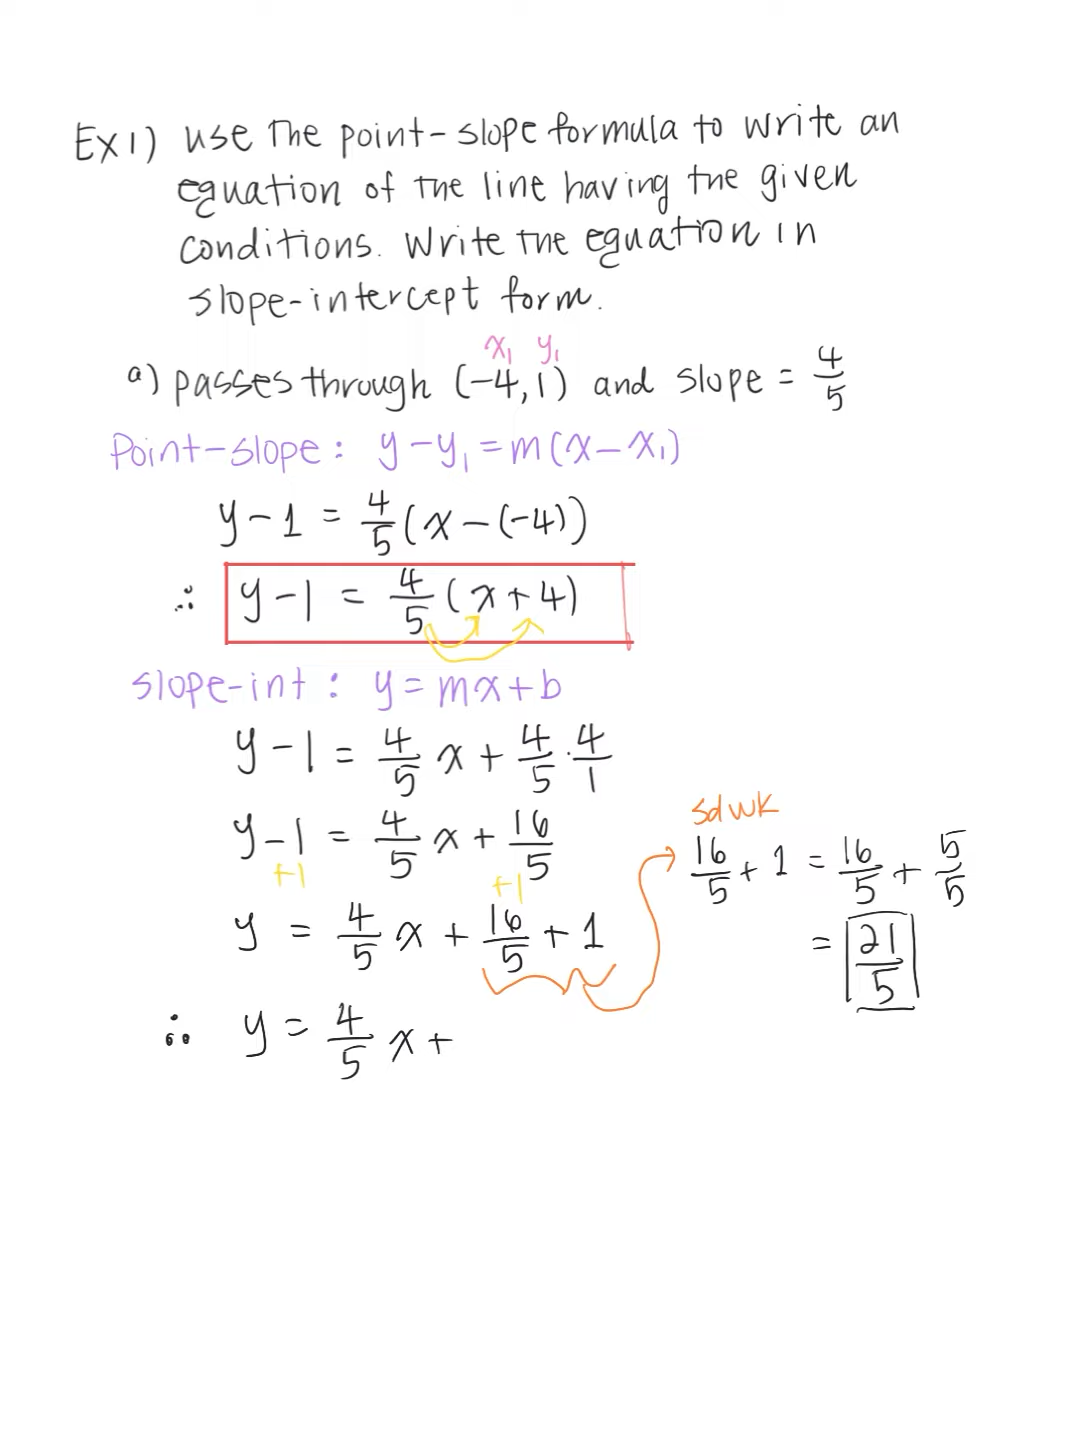 Ex1) Use the point-slope formula to write an
equation of the line having the given
conditions. Write the equation in
slope-intercept form.
x₁ y₁
a) passes through (-4, 1) and slope = 4/5
Point-slope: y - y₁ = m(x - x₁)
y - 1 = 4/5 (x - (-4))
∴ y - 1 = 4/5 (x + 4)
slope-int: y = mx + b
y - 1 = 4/5 x + 4/5 · 4/1
y - 1 = 4/5 x + 16/5
+1 +1
y = 4/5 x + 16/5 + 1
sdwk
16/5 + 1 = 16/5 + 5/5
= 21/5
∴ y = 4/5 x +